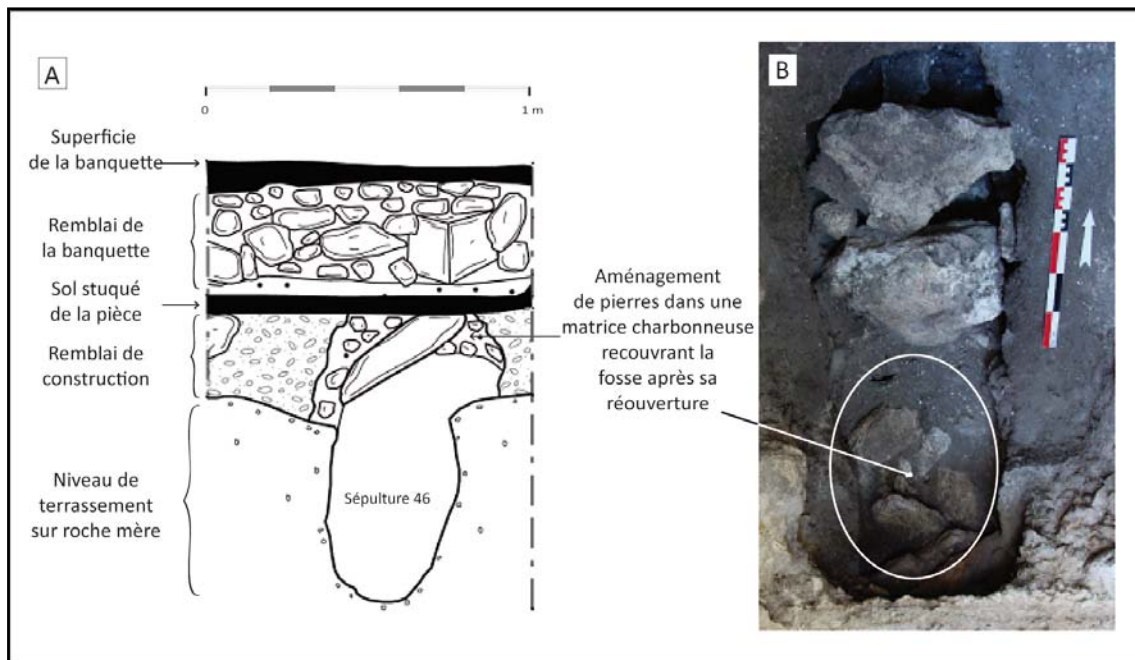 A
0
1 m
Superficie
de la banquette
Remblai de
la banquette
Sol stuqué
de la pièce
Remblai de
construction
Niveau de
terrassement
sur roche mère
Sépulture 46
Aménagement
de pierres dans une
matrice charbonneuse
recouvrant la
fosse après sa
réouverture
B